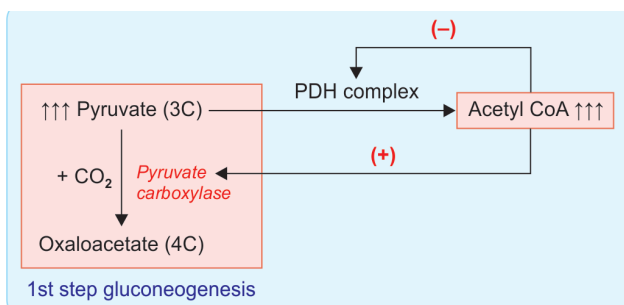 (–)
PDH complex
↑↑↑ Pyruvate (3C)
Acetyl CoA ↑↑↑
(+)
+ CO₂
Pyruvate
carboxylase
Oxaloacetate (4C)
1st step gluconeogenesis